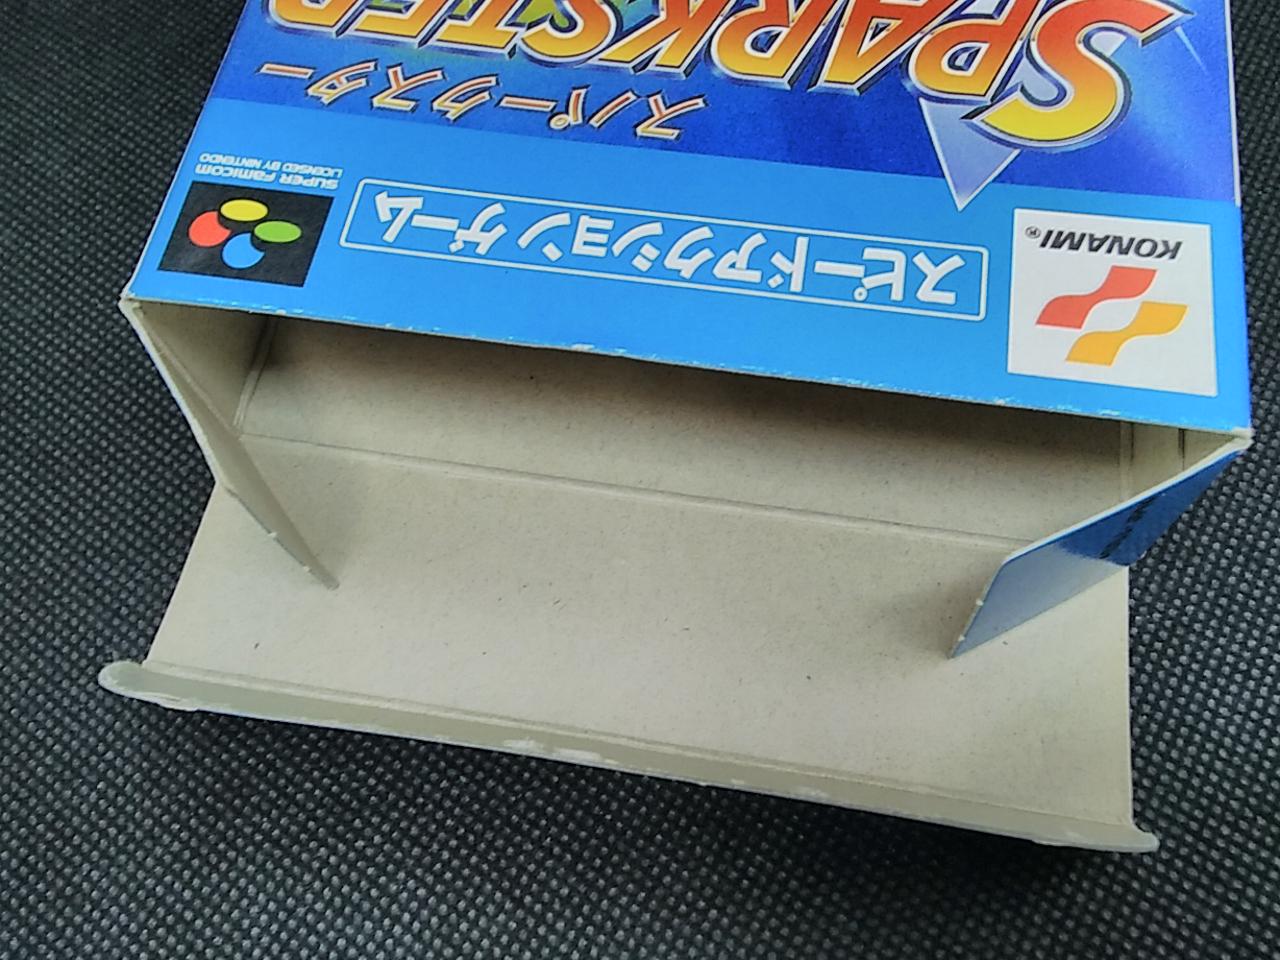 SPARKSTER
スパークスター
KONAMI®
スピードアクションゲーム
SUPER Famicom
LICENSED BY NINTENDO